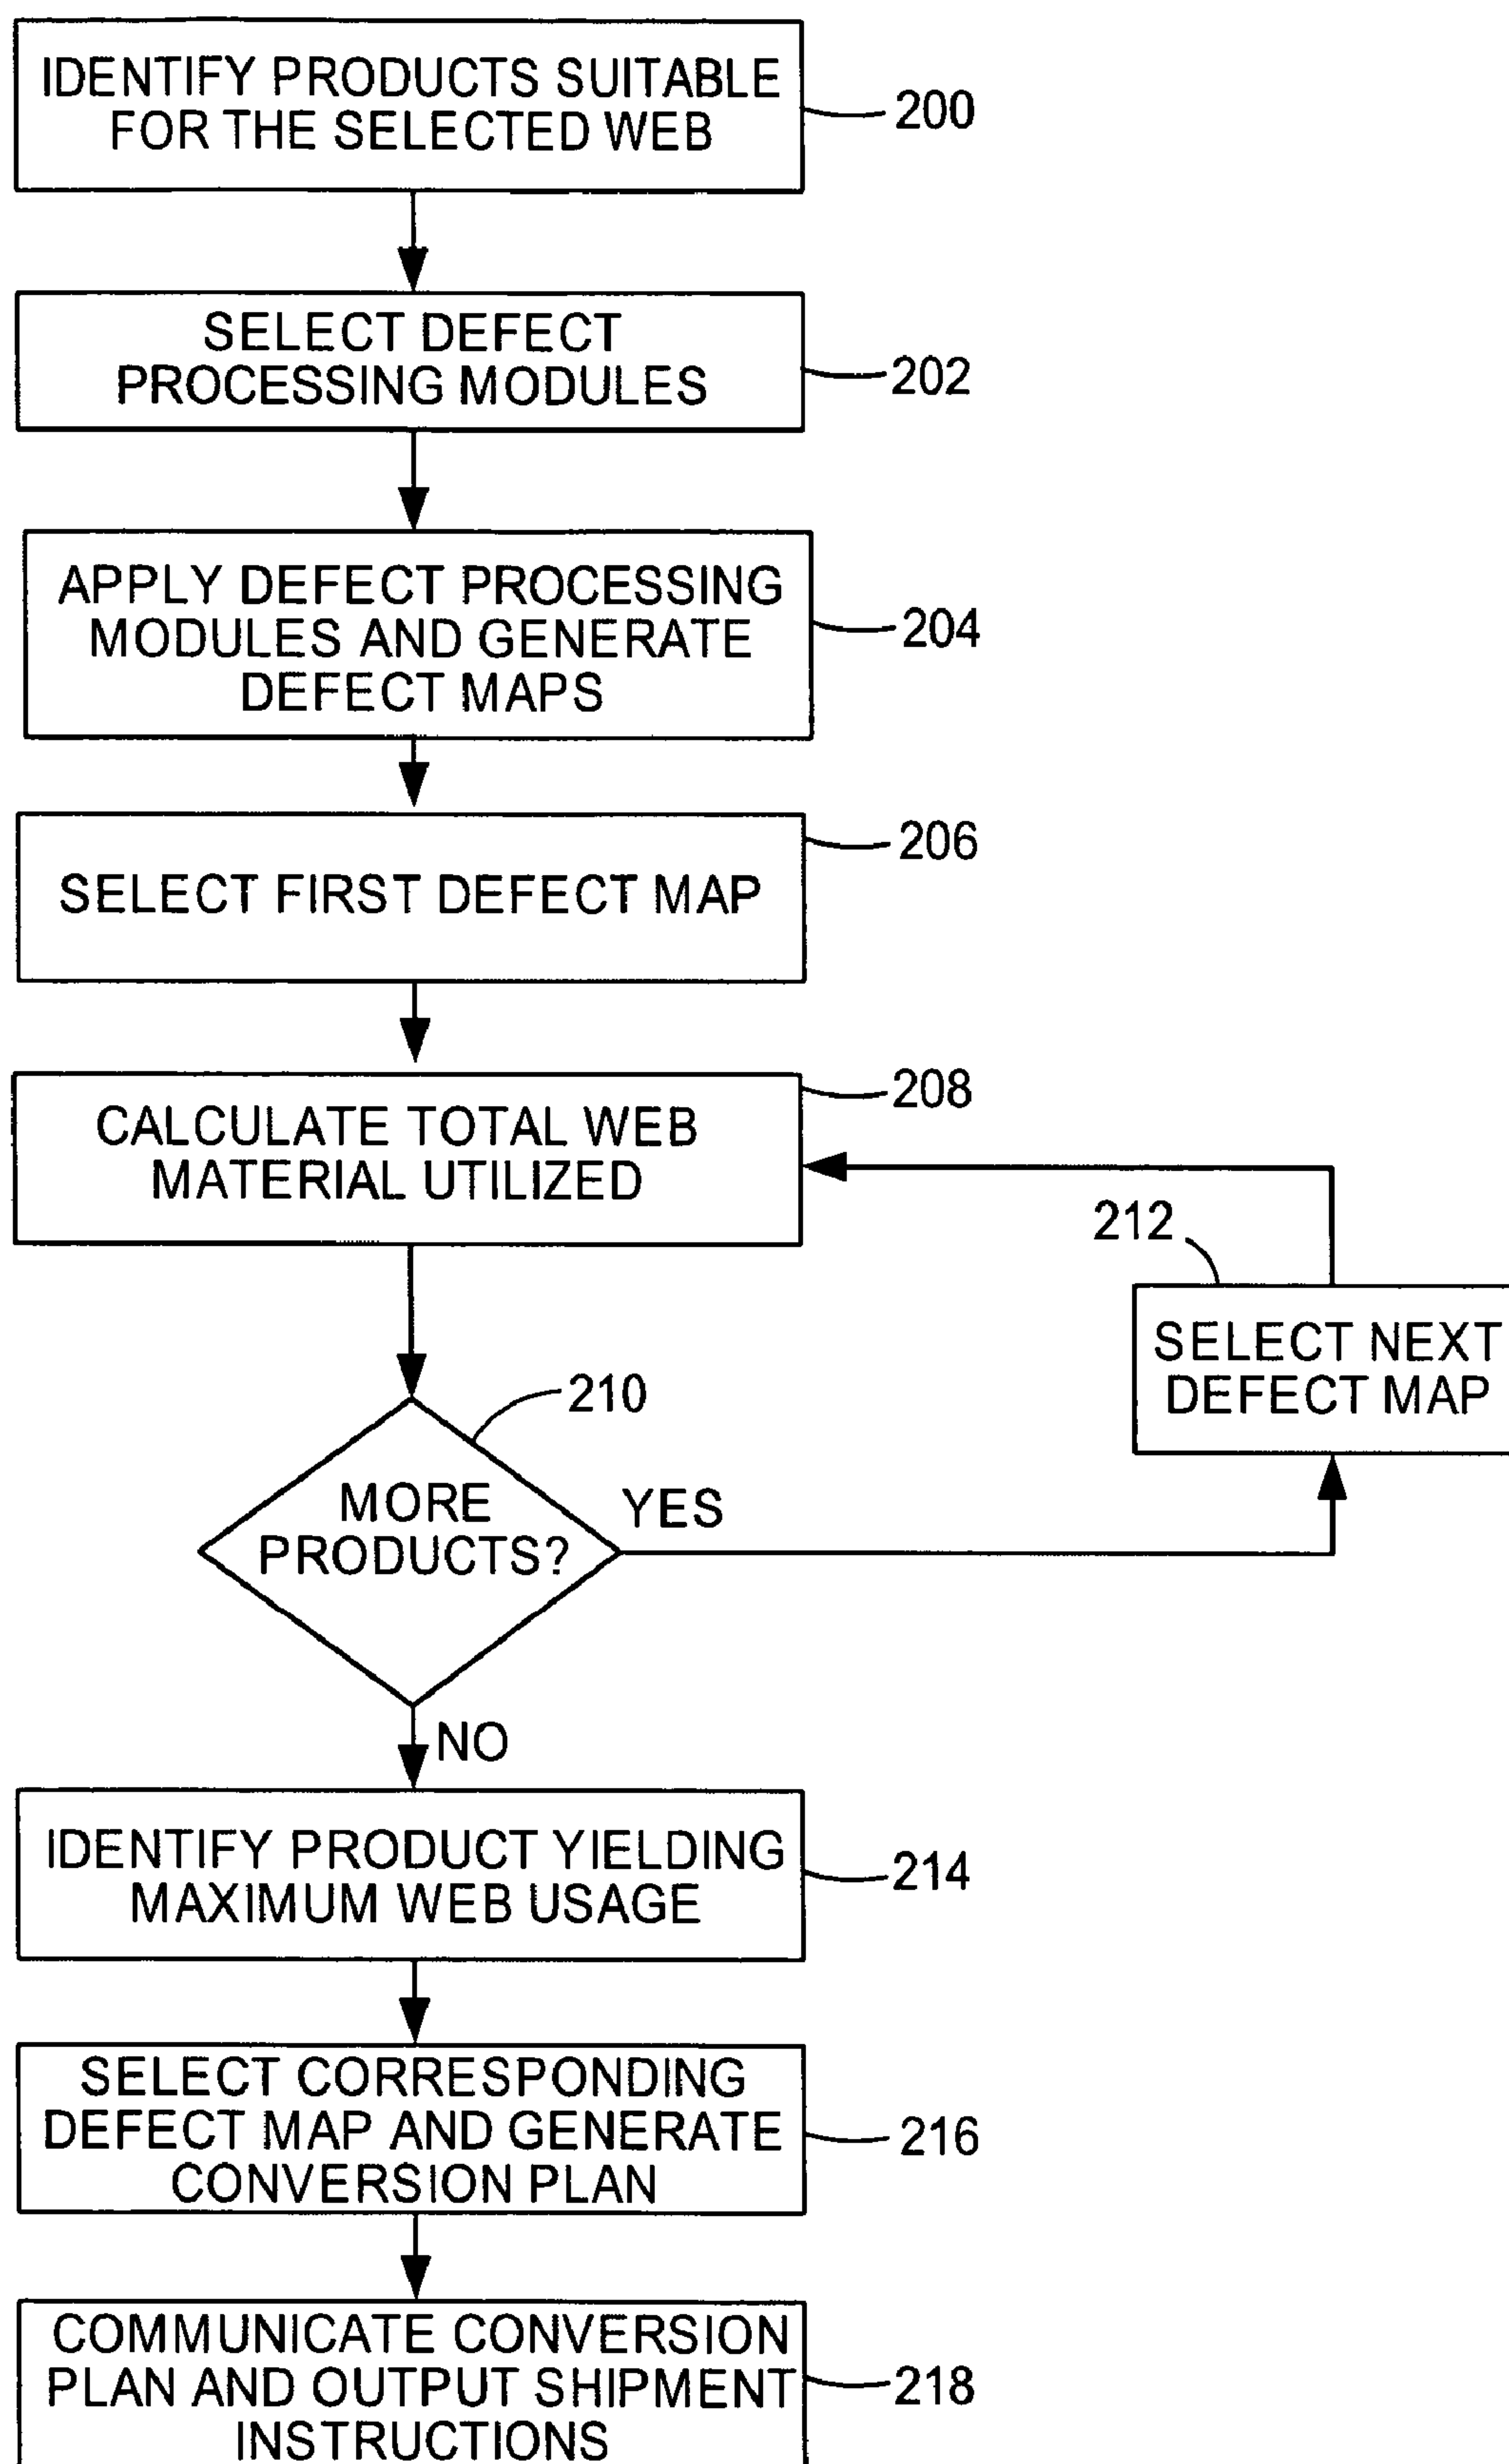 IDENTIFY PRODUCTS SUITABLE
FOR THE SELECTED WEB
200
SELECT DEFECT
PROCESSING MODULES
202
APPLY DEFECT PROCESSING
MODULES AND GENERATE
DEFECT MAPS
204
SELECT FIRST DEFECT MAP
206
CALCULATE TOTAL WEB
MATERIAL UTILIZED
208
212
SELECT NEXT
DEFECT MAP
210
MORE
PRODUCTS?
YES
NO
IDENTIFY PRODUCT YIELDING
MAXIMUM WEB USAGE
214
SELECT CORRESPONDING
DEFECT MAP AND GENERATE
CONVERSION PLAN
216
COMMUNICATE CONVERSION
PLAN AND OUTPUT SHIPMENT
INSTRUCTIONS
218